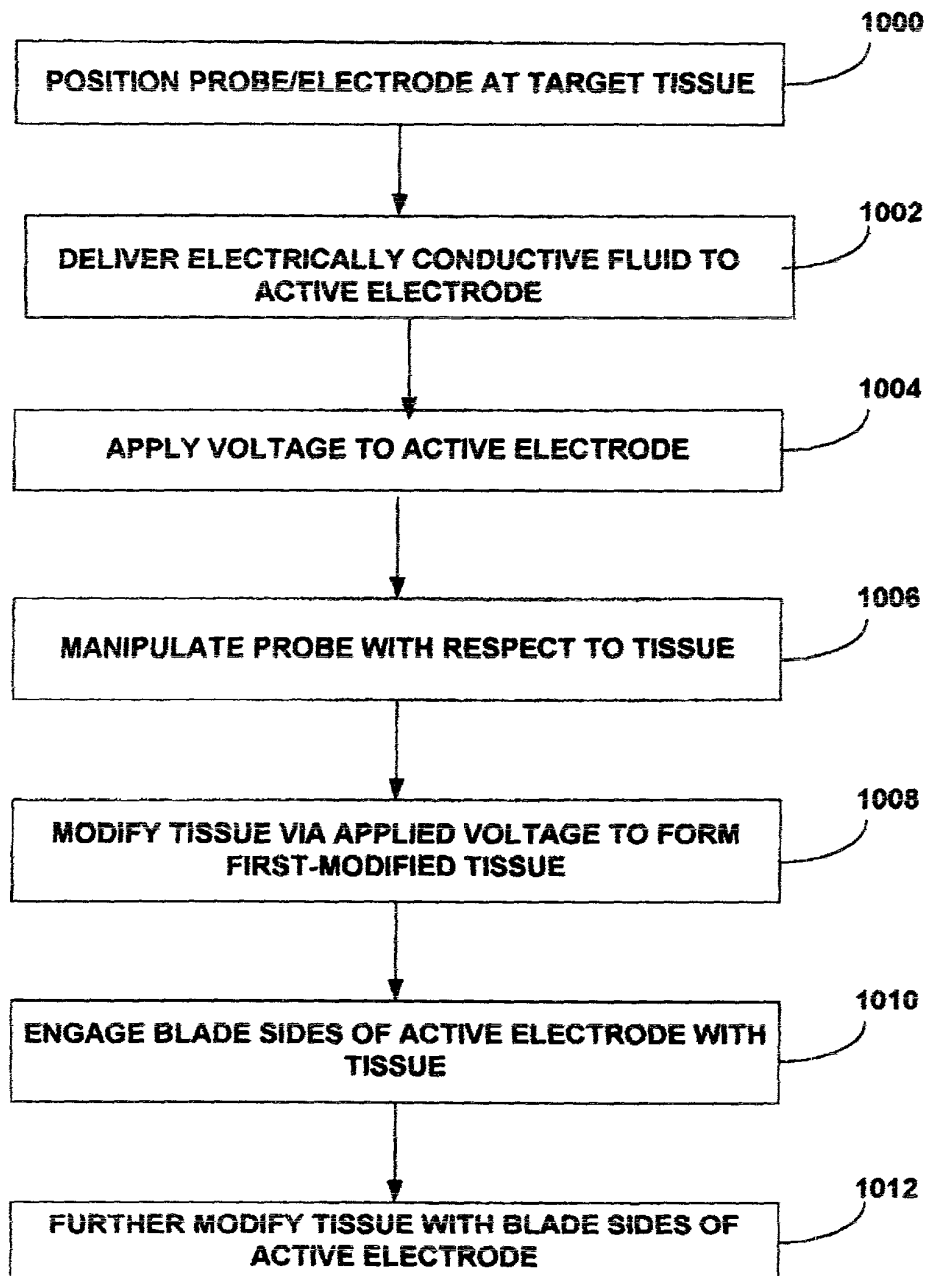 1000
POSITION PROBE/ELECTRODE AT TARGET TISSUE
1002
DELIVER ELECTRICALLY CONDUCTIVE FLUID TO
ACTIVE ELECTRODE
1004
APPLY VOLTAGE TO ACTIVE ELECTRODE
1006
MANIPULATE PROBE WITH RESPECT TO TISSUE
1008
MODIFY TISSUE VIA APPLIED VOLTAGE TO FORM
FIRST-MODIFIED TISSUE
1010
ENGAGE BLADE SIDES OF ACTIVE ELECTRODE WITH
TISSUE
1012
FURTHER MODIFY TISSUE WITH BLADE SIDES OF
ACTIVE ELECTRODE